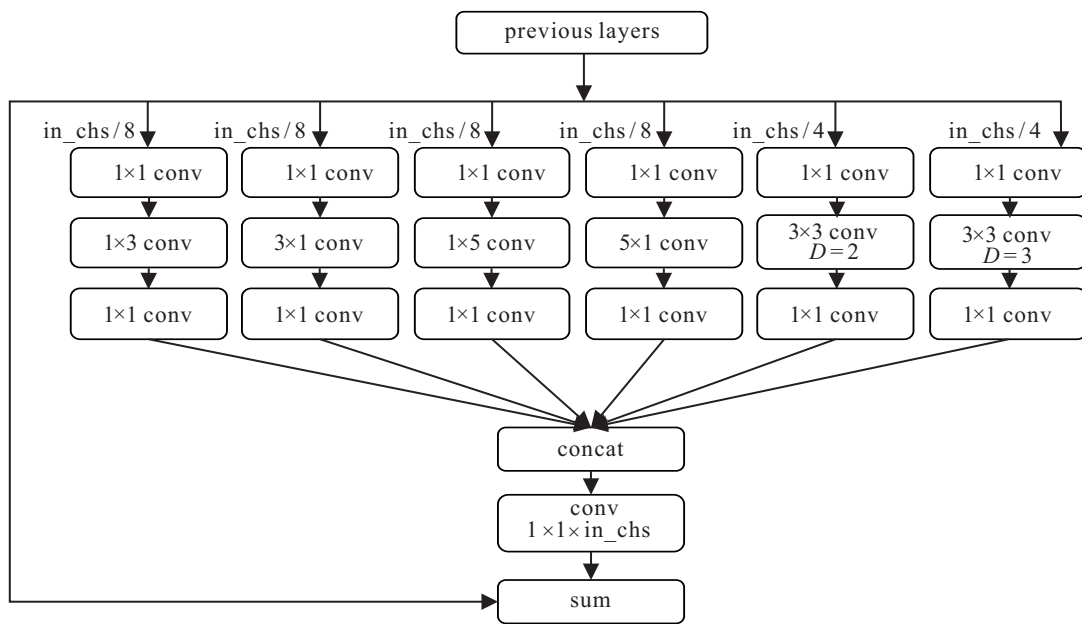 previous layers
in_chs/8 in_chs/8 in_chs/8 in_chs/8 in_chs/4 in_chs/4
1×1 conv 1×1 conv 1×1 conv 1×1 conv 1×1 conv 1×1 conv
1×3 conv 3×1 conv 1×5 conv 5×1 conv 3×3 conv 3×3 conv
D=2 D=3
1×1 conv 1×1 conv 1×1 conv 1×1 conv 1×1 conv 1×1 conv
concat
conv
1×1×in_chs
sum